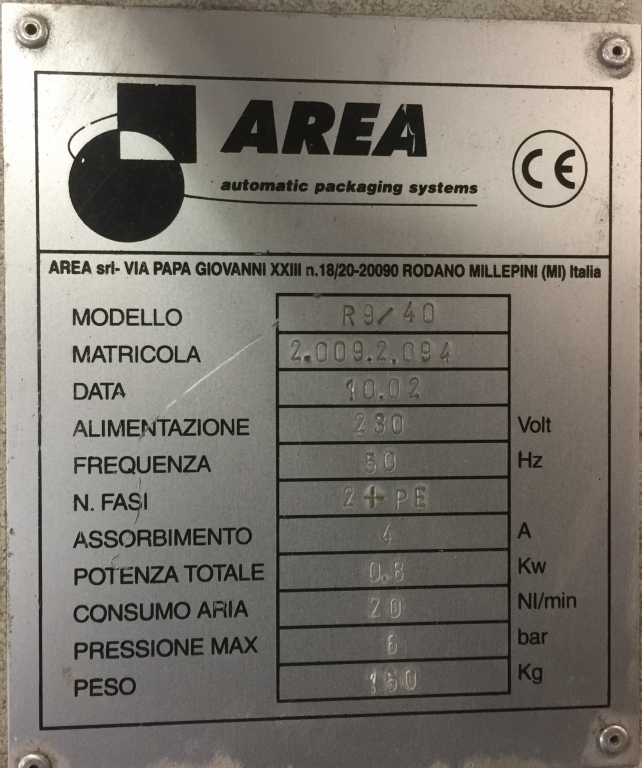 AREA
automatic packaging systems
CE
AREA srl- VIA PAPA GIOVANNI XXIII n.18/20-20090 RODANO MILLEPINI (MI) Italia
MODELLO R9/40
MATRICOLA 2.009.2.094
DATA 10.02
ALIMENTAZIONE 230 Volt
FREQUENZA 50 Hz
N. FASI 2+PE
ASSORBIMENTO 4 A
POTENZA TOTALE 0.8 Kw
CONSUMO ARIA 20 Nl/min
PRESSIONE MAX 6 bar
PESO 150 Kg